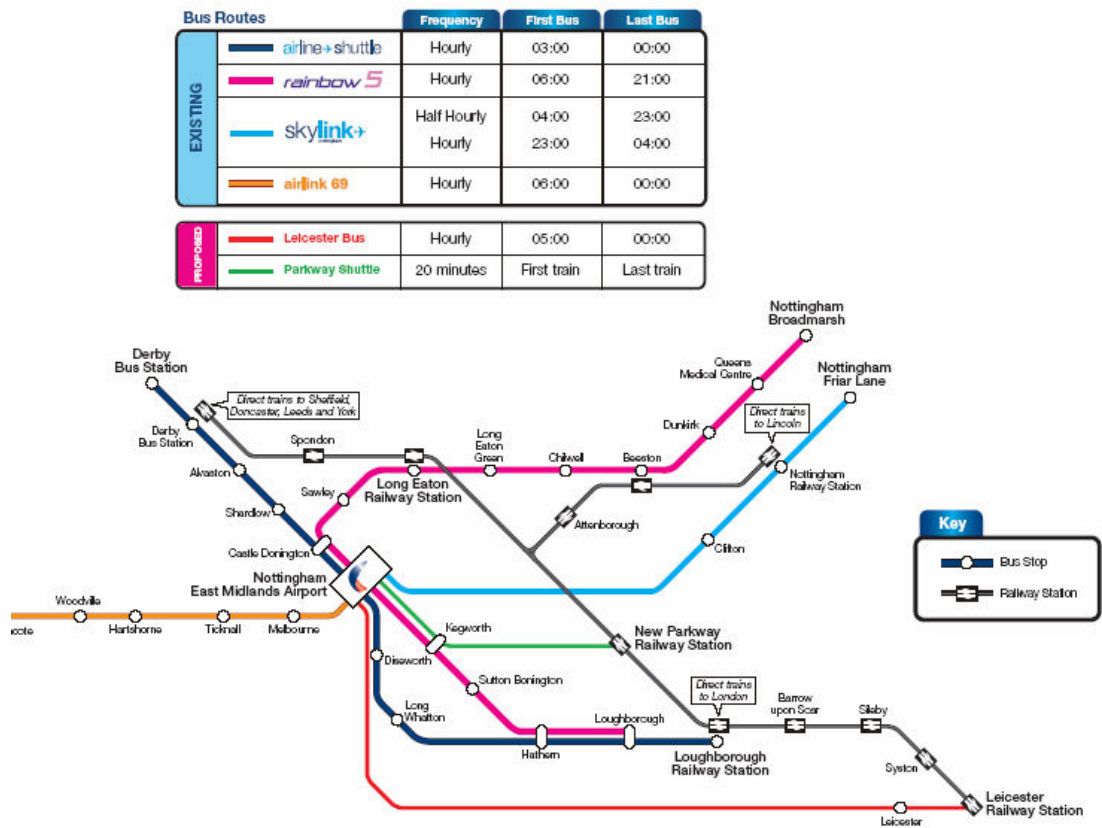 Bus Routes
Frequency
First Bus
Last Bus
EXISTING
airline shuttle
Hourly
03:00
00:00
rainbow 5
Hourly
06:00
21:00
skylink
nottingham
Half Hourly
04:00
23:00
Hourly
23:00
04:00
airlink 69
Hourly
06:00
00:00
PROPOSED
Leicester Bus
Hourly
05:00
00:00
Parkway Shuttle
20 minutes
First train
Last train
Nottingham
Broadmarsh
Derby
Bus Station
Queens
Medical Centre
Nottingham
Friar Lane
Direct trains to Sheffield,
Doncaster, Leeds and York
Direct trains
to Lincoln
Derby
Bus Station
Spondon
Long
Eaton
Green
Chilwell
Beeston
Dunkirk
Alvaston
Sawley
Long Eaton
Railway Station
Nottingham
Railway Station
Shardlow
Attenborough
Key
Castle Donington
Clifton
Bus Stop
Nottingham
East Midlands Airport
Railway Station
Woodville
cote
Hartshorne
Ticknall
Melbourne
Kegworth
New Parkway
Railway Station
Diseworth
Sutton Bonington
Direct trains
to London
Barrow
upon Soar
Sileby
Long
Whatton
Loughborough
Hathern
Loughborough
Railway Station
Syston
Leicester
Railway Station
Leicester